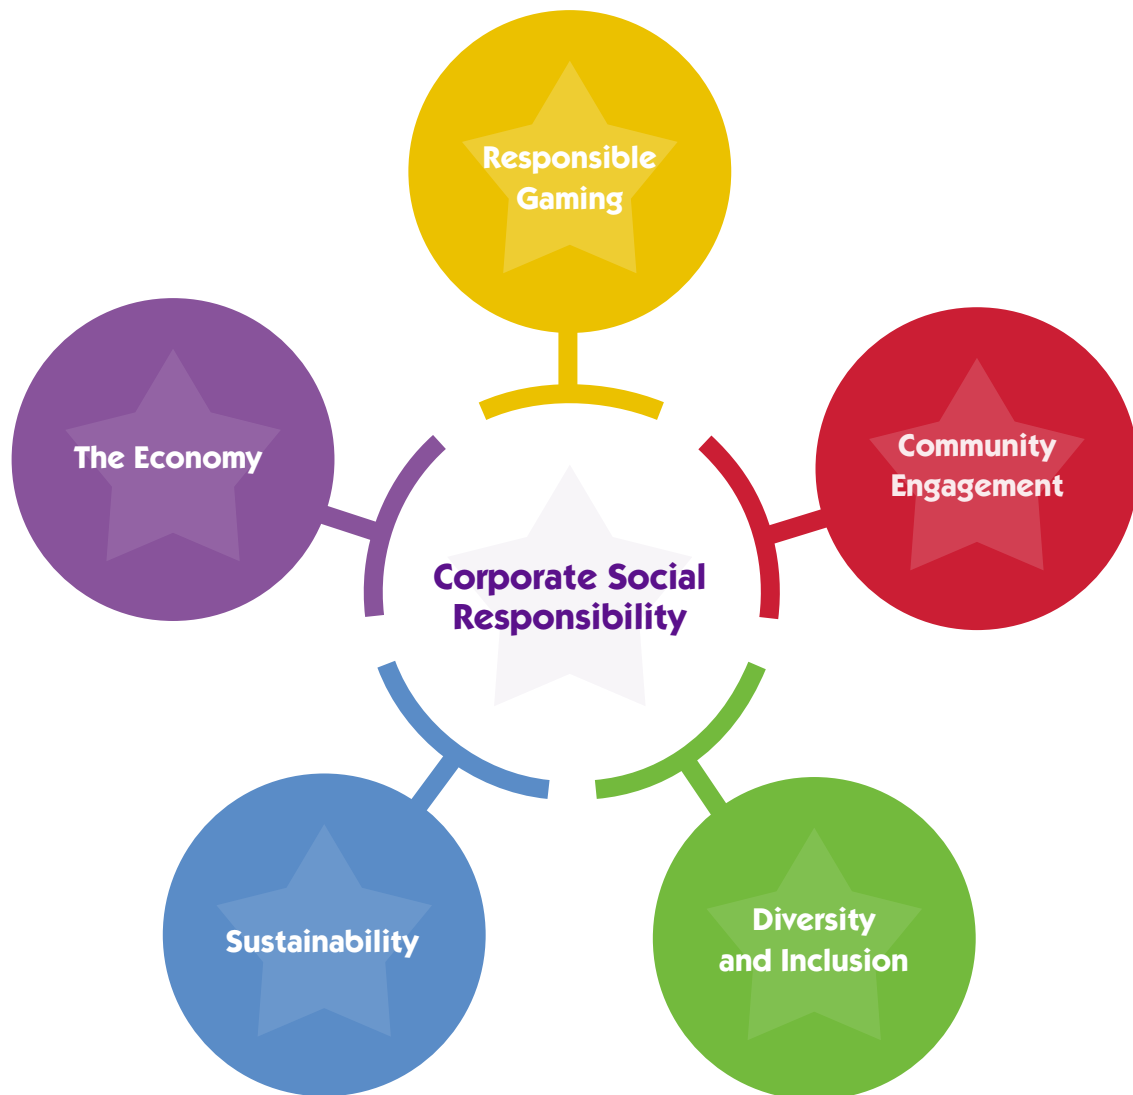 Responsible
Gaming
The Economy
Community
Engagement
Corporate Social
Responsibility
Sustainability
Diversity
and Inclusion